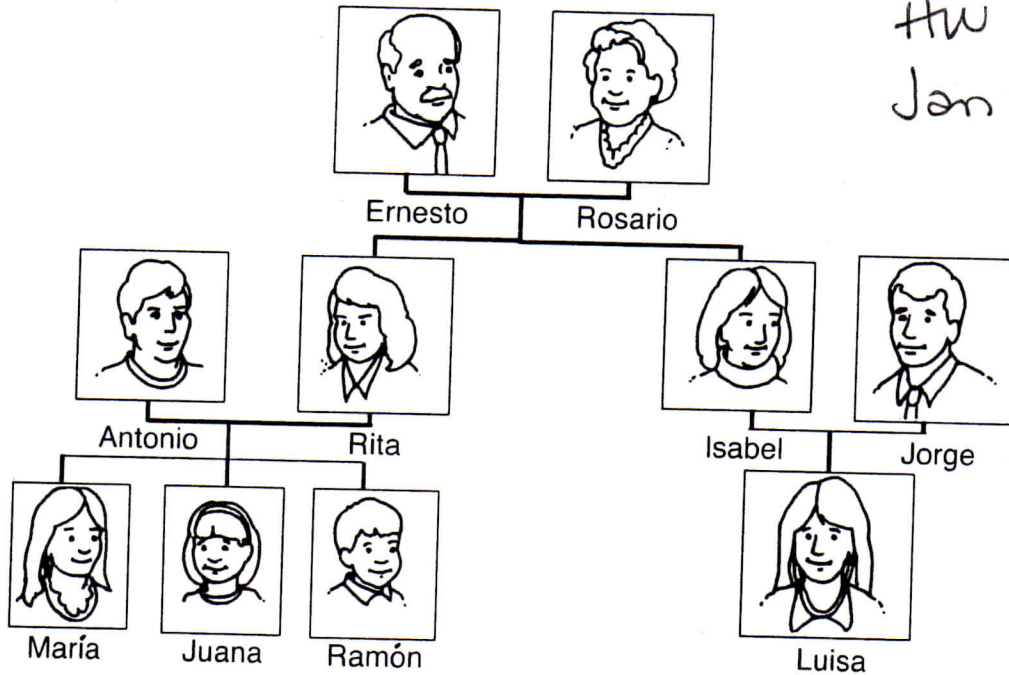 HW
Jan
Ernesto Rosario
Antonio Rita Isabel Jorge
María Juana Ramón Luisa